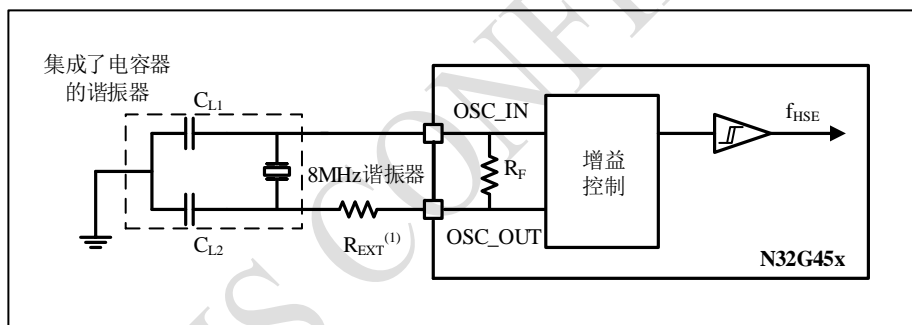 集成了电容器
的谐振器
C_L1
OSC_IN
f_HSE
8MHz谐振器
R_F
增益
控制
C_L2
R_EXT(1)
OSC_OUT
N32G45x